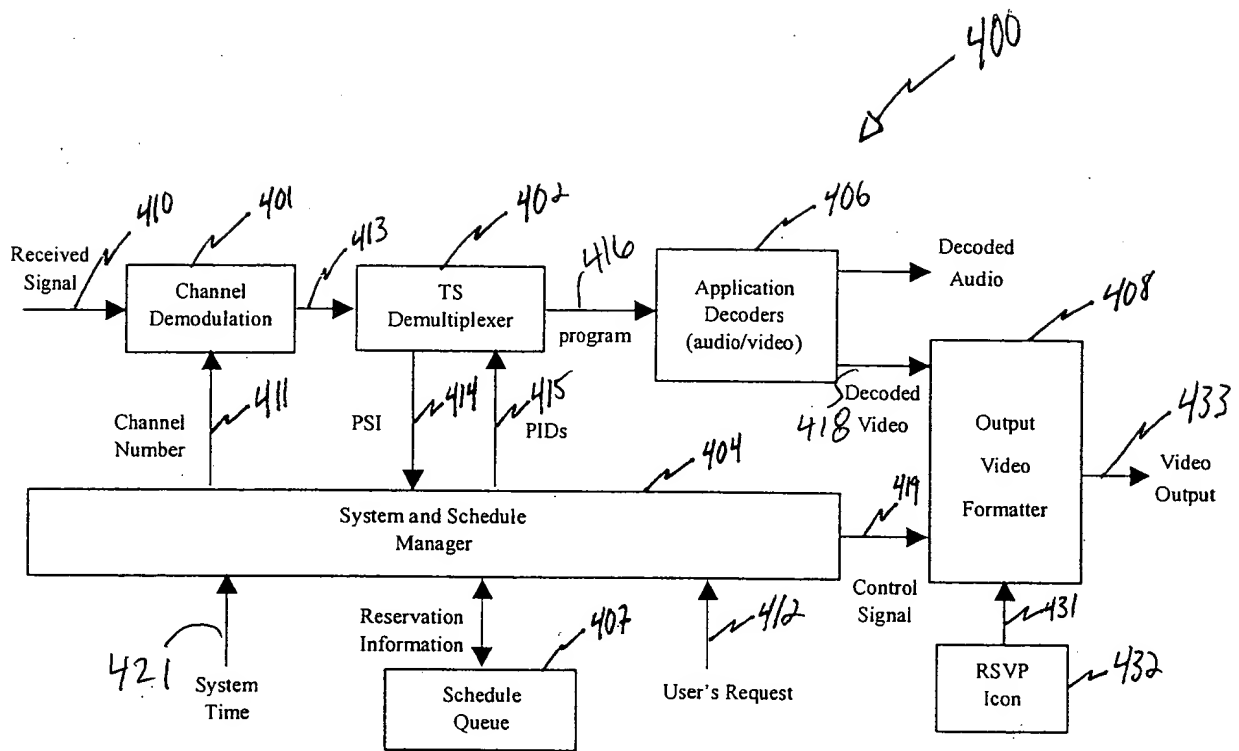 400
410
401
402
406
Received
Signal
413
416
Decoded
Audio
Channel
Demodulation
TS
Demultiplexer
program
Application
Decoders
(audio/video)
408
Channel
Number
411
PSI
414
415
PIDs
418
Decoded
Video
Output
Video
Formatter
433
Video
Output
404
System and Schedule
Manager
419
Control
Signal
421
System
Time
Reservation
Information
407
Schedule
Queue
412
User's Request
431
RSVP
Icon
432